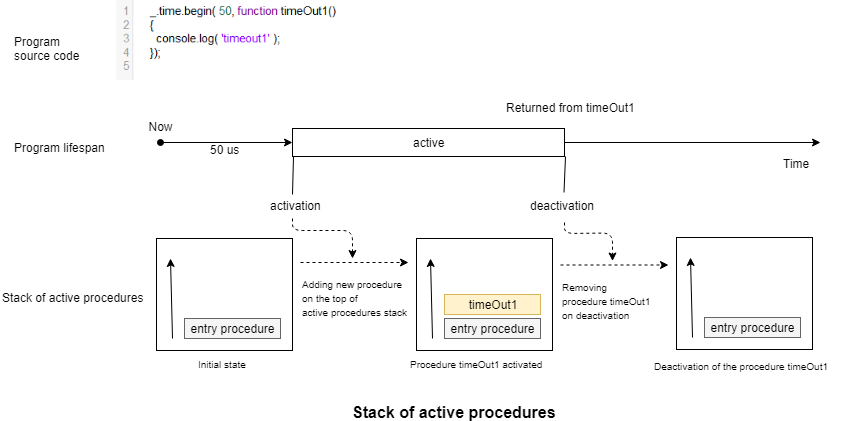 1 _.time.begin( 50, function timeOut1()
2 {
3 console.log( 'timeout1' );
4 });
5
Program
source code
Returned from timeOut1
Now
Program lifespan
50 us
active
Time
activation
deactivation
Stack of active procedures
entry procedure
Initial state
Adding new procedure
on the top of
active procedures stack
timeOut1
entry procedure
Procedure timeOut1 activated
Removing
procedure timeOut1
on deactivation
entry procedure
Deactivation of the procedure timeOut1
Stack of active procedures